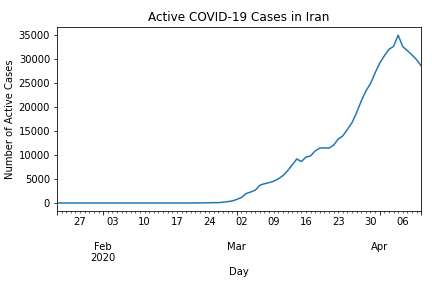 Active COVID-19 Cases in Iran
Number of Active Cases
35000
30000
25000
20000
15000
10000
5000
0
27 03 10 17 24 02 09 16 23 30 06
Feb Mar Apr
2020
Day